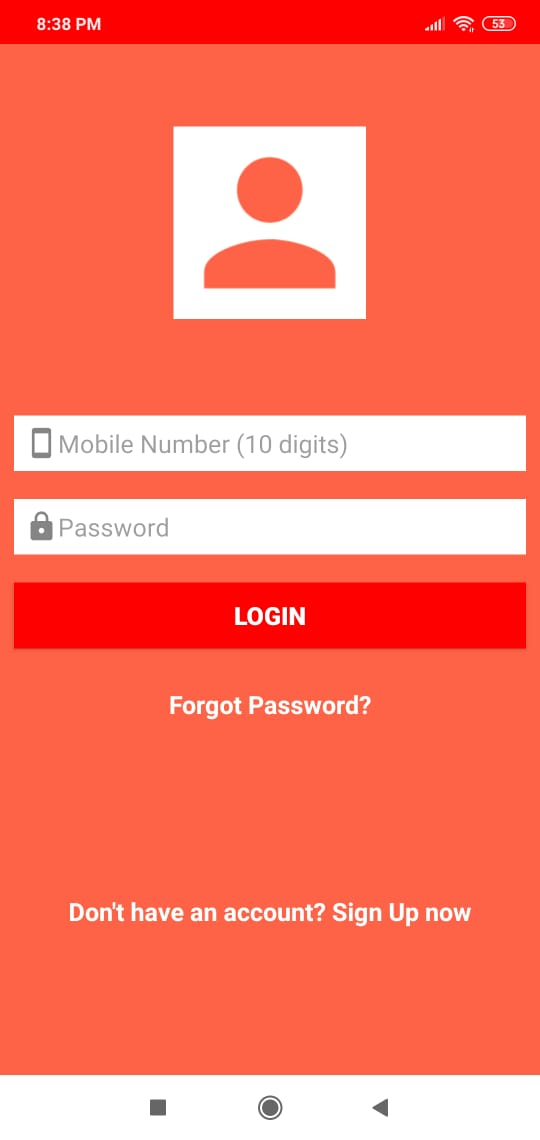 8:38 PM 53
Mobile Number (10 digits)
Password
LOGIN
Forgot Password?
Don't have an account? Sign Up now